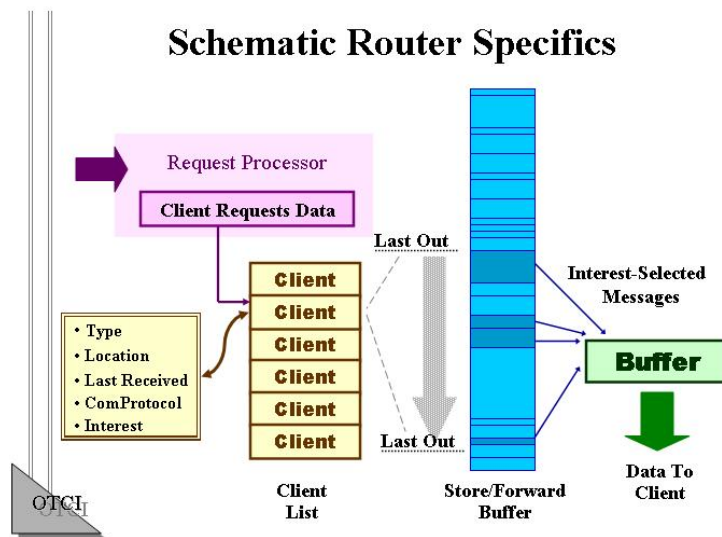 Schematic Router Specifics
Request Processor
Client Requests Data
Last Out
Client
Client
Client
Client
Client
Client
• Type
• Location
• Last Received
• ComProtocol
• Interest
Last Out
Interest-Selected
Messages
Buffer
Data To
Client
Client
List
Store/Forward
Buffer
OTCI